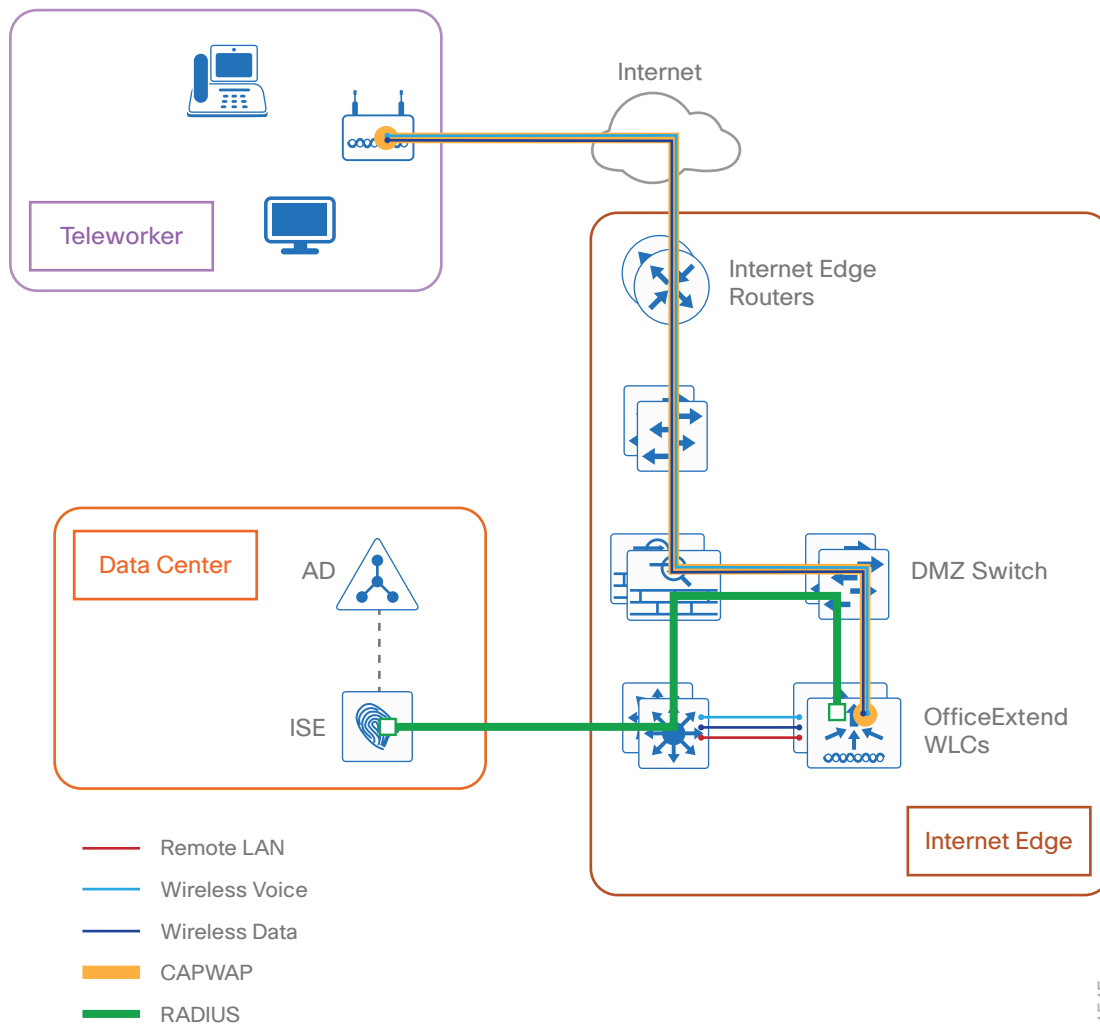 Internet
Teleworker
Internet Edge
Routers
Data Center
AD
DMZ Switch
ISE
OfficeExtend
WLCs
Internet Edge
Remote LAN
Wireless Voice
Wireless Data
CAPWAP
RADIUS